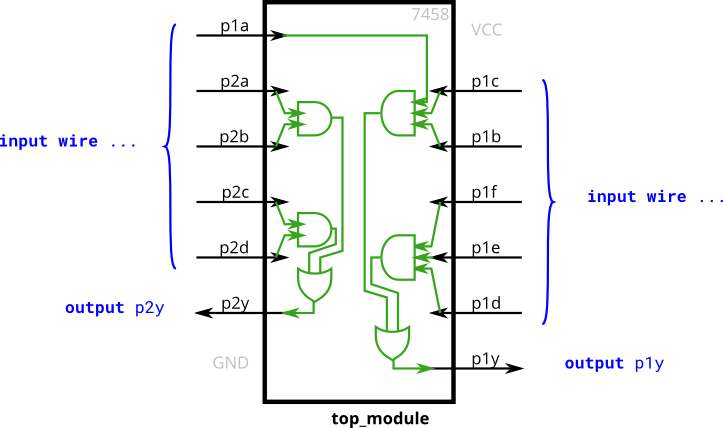 7458
p1a
VCC
p2a
p1c
input wire ...
p2b
p1b
p2c
p1f
input wire ...
p2d
p1e
output p2y
p2y
p1d
GND
p1y
output p1y
top_module